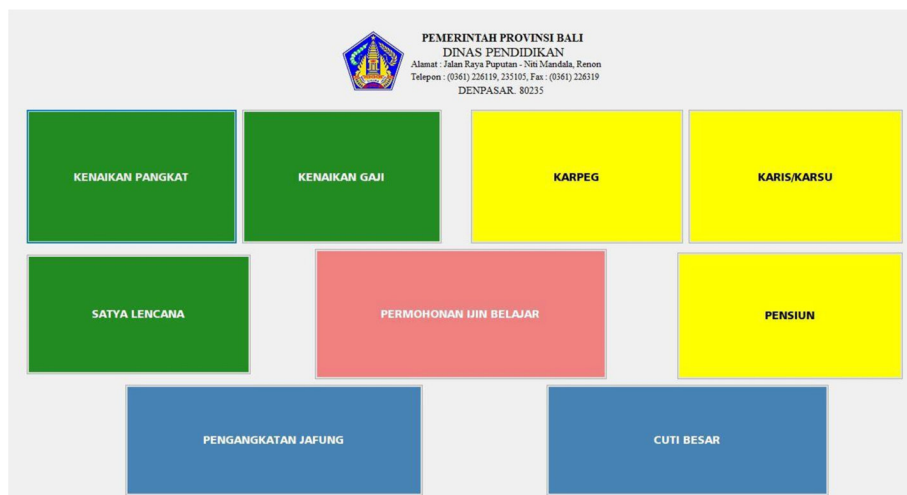 PEMERINTAH PROVINSI BALI
DINAS PENDIDIKAN
Alamat : Jalan Raya Puputan - Niti Mandala, Renon
Telepon : (0361) 226119, 235105, Fax : (0361) 226319
DENPASAR. 80235
KENAIKAN PANGKAT
KENAIKAN GAJI
KARPEG
KARIS/KARSU
SATYA LENCANA
PERMOHONAN IJIN BELAJAR
PENSIUN
PENGANGKATAN JAFUNG
CUTI BESAR